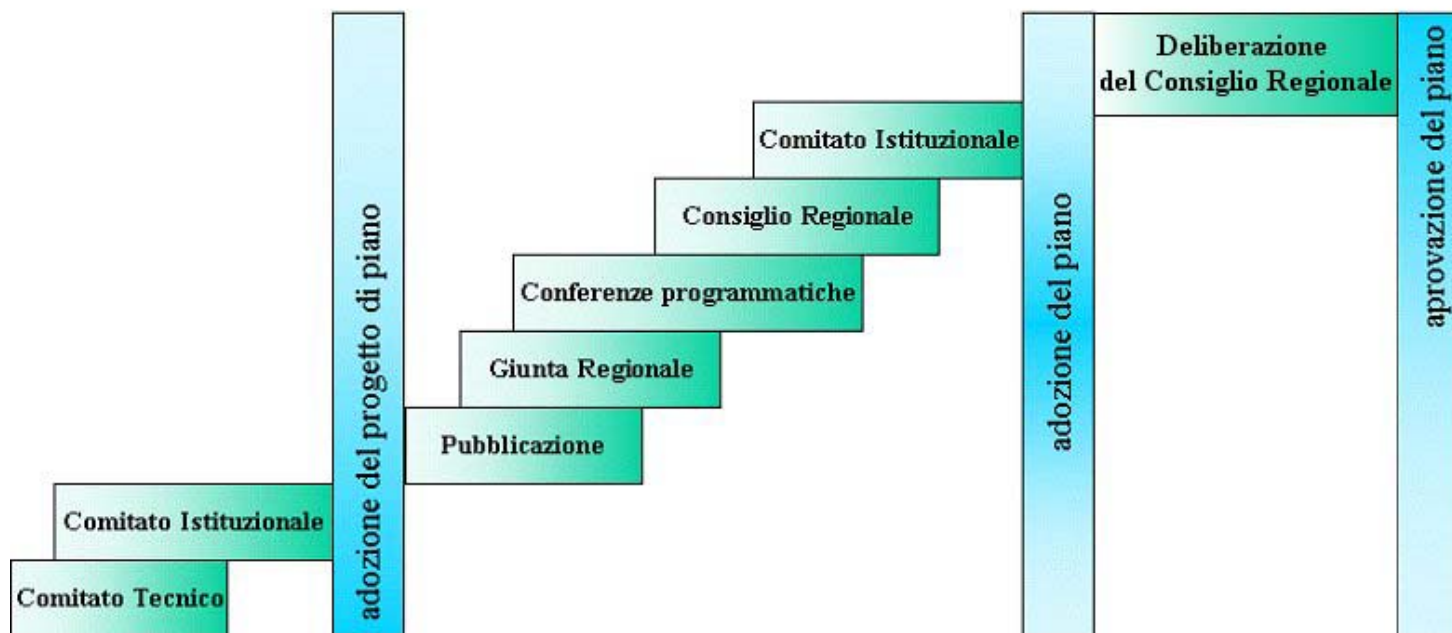 Comitato Tecnico
Comitato Istituzionale
adozione del progetto di piano
Pubblicazione
Giunta Regionale
Conferenze programmatiche
Consiglio Regionale
Comitato Istituzionale
adozione del piano
Deliberazione
del Consiglio Regionale
aprovazione del piano